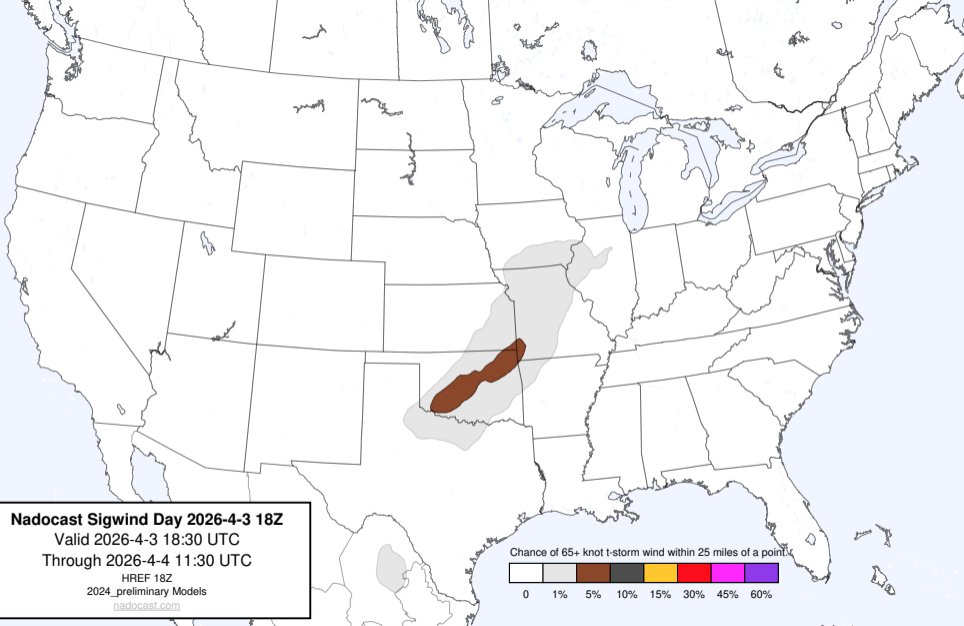 Nadocast Sigwind Day 2026-4-3 18Z
Valid 2026-4-3 18:30 UTC
Through 2026-4-4 11:30 UTC
HREF 18Z
2024_preliminary Models
nadocast.com
Chance of 65+ knot t-storm wind within 25 miles of a point.
0 1% 5% 10% 15% 30% 45% 60%